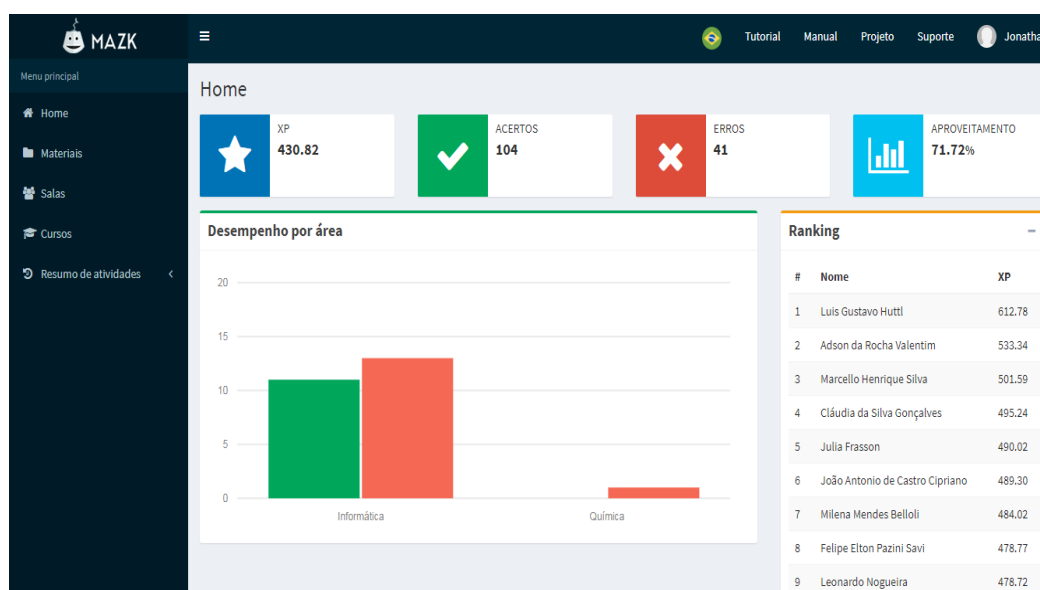 MAZK
Tutorial Manual Projeto Suporte Jonatha
Menu principal
Home
Materiais
Salas
Cursos
Resumo de atividades
Home
XP
430.82
ACERTOS
104
ERROS
41
APROVEITAMENTO
71.72%
Desempenho por área
20
15
10
5
0
Informática
Química
Ranking
# Nome XP
1 Luis Gustavo Huttl 612.78
2 Adson da Rocha Valentim 533.34
3 Marcello Henrique Silva 501.59
4 Cláudia da Silva Gonçalves 495.24
5 Julia Frasson 490.02
6 João Antonio de Castro Cipriano 489.30
7 Milena Mendes Belloli 484.02
8 Felipe Elton Pazini Savi 478.77
9 Leonardo Nogueira 478.72